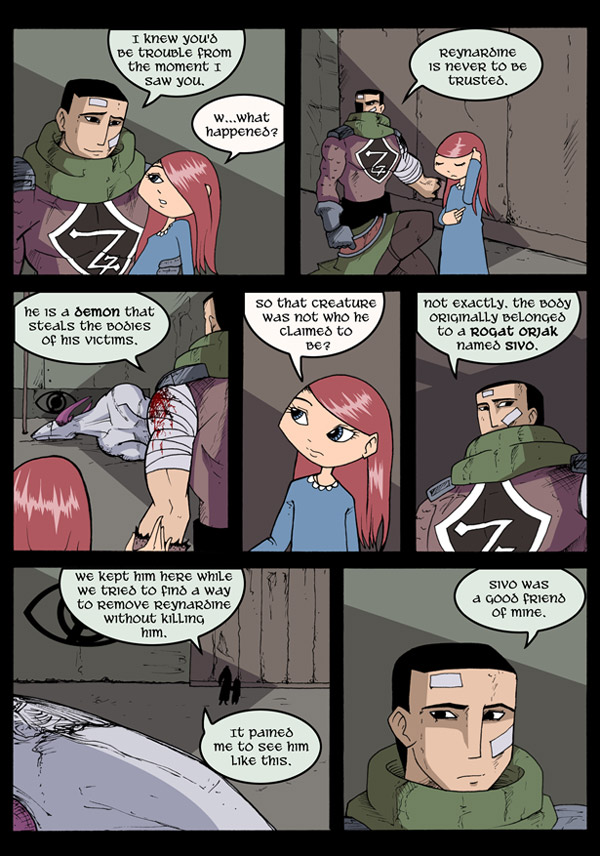 I knew you'd
be trouble from
the moment I
saw you.
W...what
happened?
Reynardine
is never to be
trusted.
He is a demon that
steals the bodies
of his victims.
So that creature
was not who he
claimed to
be?
Not exactly. The body
originally belonged
to a Rogat Orjak
named Sivo.
We kept him here while
we tried to find a way
to remove Reynardine
without killing
him.
It pained
me to see him
like this.
Sivo was
a good friend
of mine.